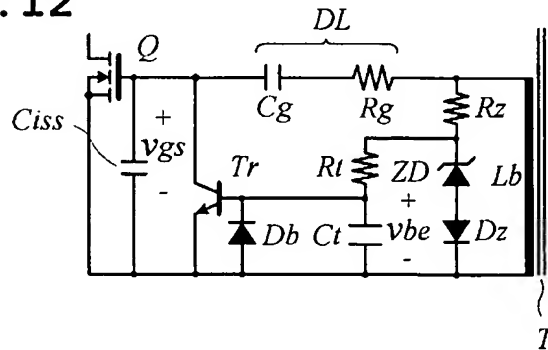 .12
DL
Q
Cg
Rg
Rz
Ciss
+
vgs
-
Tr
Rt
ZD
Lb
+
vbe
-
Db
Ct
Dz
T